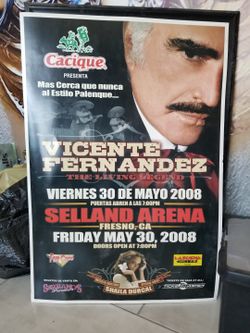 Cacique
PRESENTA
Mas Cerca que nunca
al Estilo Palenque...
VICENTE
FERNANDEZ
THE LIVING LEGEND
VIERNES 30 DE MAYO 2008
PUERTAS ABREN A LAS 7:00PM
SELLAND ARENA
FRESNO, CA
FRIDAY MAY 30, 2008
DOORS OPEN AT 7:00PM
SHAILA DURCAL